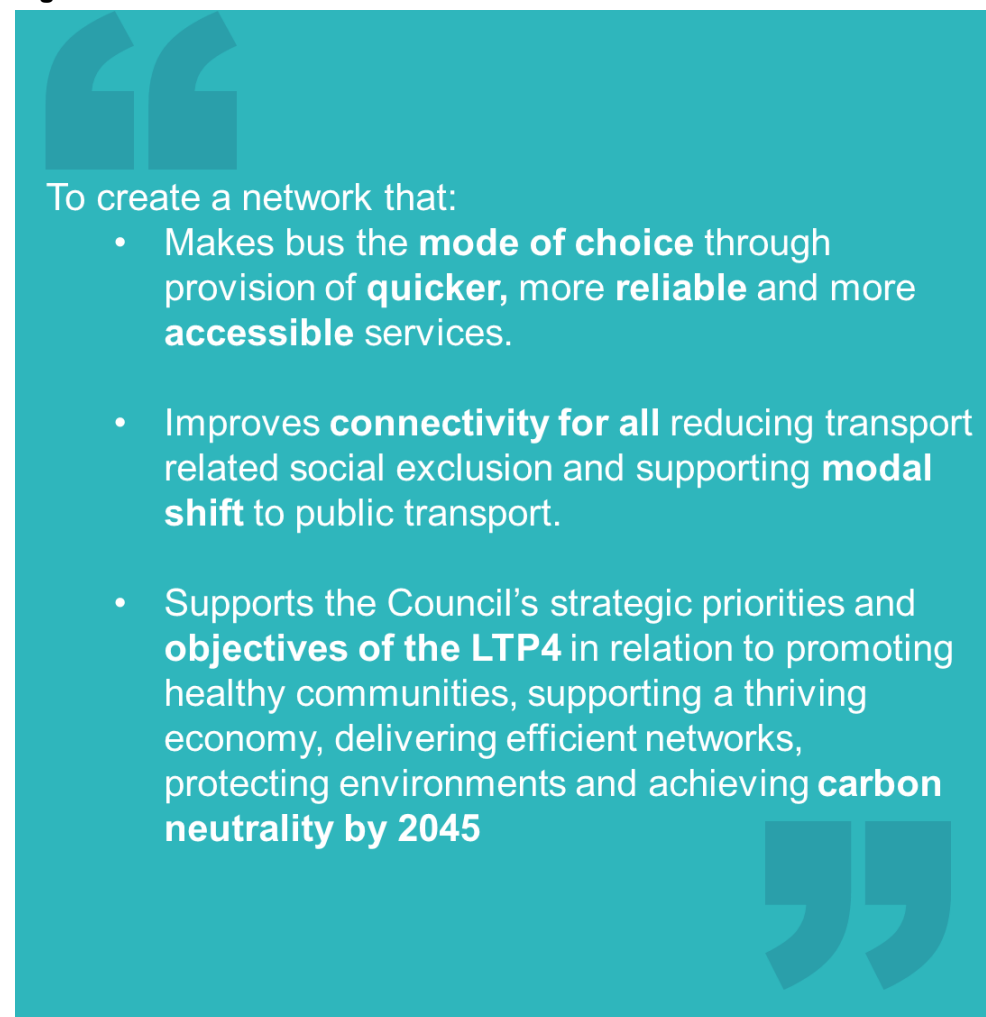 To create a network that:
• Makes bus the mode of choice through
provision of quicker, more reliable and more
accessible services.
• Improves connectivity for all reducing transport
related social exclusion and supporting modal
shift to public transport.
• Supports the Council’s strategic priorities and
objectives of the LTP4 in relation to promoting
healthy communities, supporting a thriving
economy, delivering efficient networks,
protecting environments and achieving carbon
neutrality by 2045